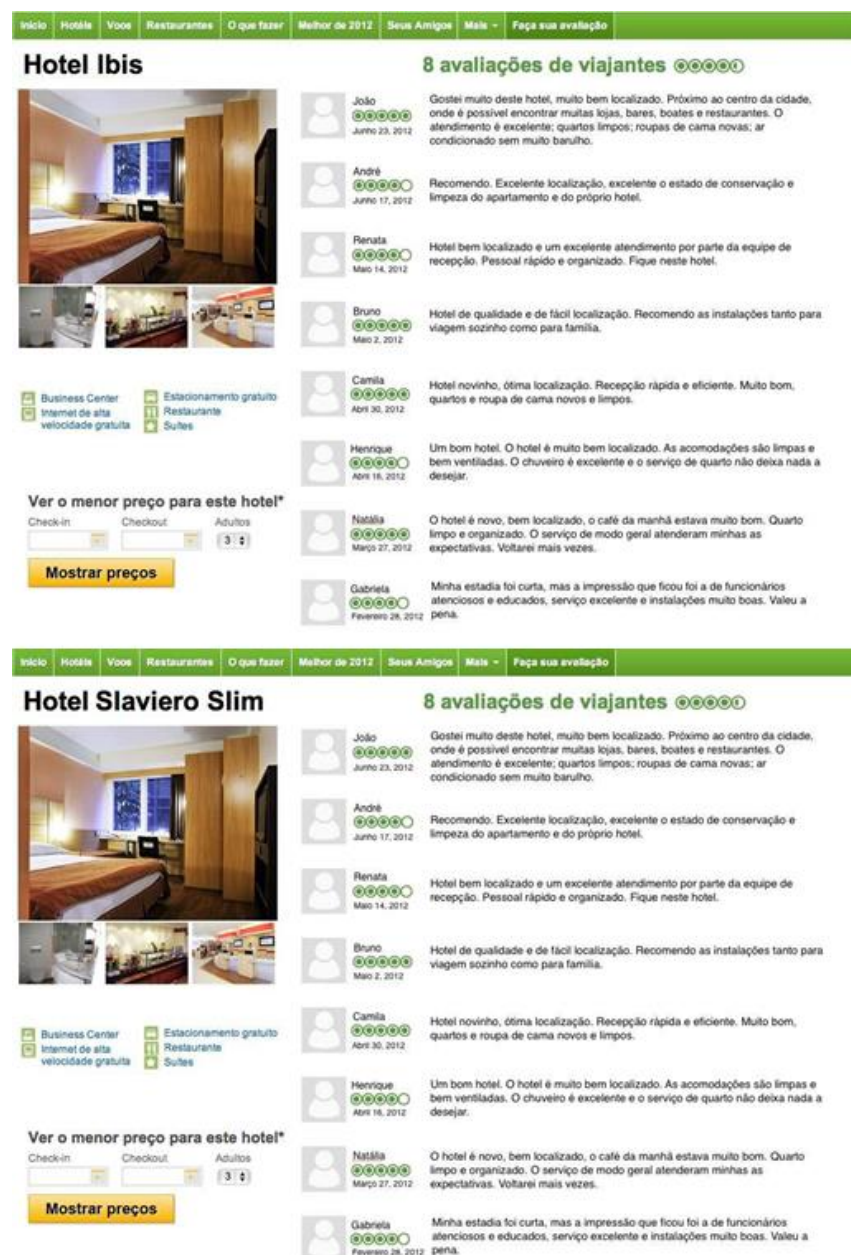 Início Hotéis Voos Restaurantes O que fazer Melhor de 2012 Seus Amigos Mais Faça sua avaliação
Hotel Ibis
8 avaliações de viajantes
João
Junho 23, 2012
Gostei muito deste hotel, muito bem localizado. Próximo ao centro da cidade,
onde é possível encontrar muitas lojas, bares, boates e restaurantes. O
atendimento é excelente; quartos limpos; roupas de cama novas; ar
condicionado sem muito barulho.
André
Junho 17, 2012
Recomendo. Excelente localização, excelente o estado de conservação e
limpeza do apartamento e do próprio hotel.
Renata
Maio 14, 2012
Hotel bem localizado e um excelente atendimento por parte da equipe de
recepção. Pessoal rápido e organizado. Fique neste hotel.
Bruno
Maio 2, 2012
Hotel de qualidade e de fácil localização. Recomendo as instalações tanto para
viagem sozinho como para família.
Camila
Abril 30, 2012
Hotel novinho, ótima localização. Recepção rápida e eficiente. Muito bom,
quartos e roupa de cama novos e limpos.
Henrique
Abril 16, 2012
Um bom hotel. O hotel é muito bem localizado. As acomodações são limpas e
bem ventiladas. O chuveiro é excelente e o serviço de quarto não deixa nada a
desejar.
Natália
Março 27, 2012
O hotel é novo, bem localizado, o café da manhã estava muito bom. Quarto
limpo e organizado. O serviço de modo geral atenderam minhas as
expectativas. Voltarei mais vezes.
Gabriela
Fevereiro 28, 2012
Minha estadia foi curta, mas a impressão que ficou foi a de funcionários
atenciosos e educados, serviço excelente e instalações muito boas. Valeu a
pena.
Business Center
Internet de alta
velocidade gratuita
Estacionamento gratuito
Restaurante
Suítes
Ver o menor preço para este hotel*
Check-in Checkout Adultos
3
Mostrar preços
Início Hotéis Voos Restaurantes O que fazer Melhor de 2012 Seus Amigos Mais Faça sua avaliação
Hotel Slaviero Slim
8 avaliações de viajantes
João
Junho 23, 2012
Gostei muito deste hotel, muito bem localizado. Próximo ao centro da cidade,
onde é possível encontrar muitas lojas, bares, boates e restaurantes. O
atendimento é excelente; quartos limpos; roupas de cama novas; ar
condicionado sem muito barulho.
André
Junho 17, 2012
Recomendo. Excelente localização, excelente o estado de conservação e
limpeza do apartamento e do próprio hotel.
Renata
Maio 14, 2012
Hotel bem localizado e um excelente atendimento por parte da equipe de
recepção. Pessoal rápido e organizado. Fique neste hotel.
Bruno
Maio 2, 2012
Hotel de qualidade e de fácil localização. Recomendo as instalações tanto para
viagem sozinho como para família.
Camila
Abril 30, 2012
Hotel novinho, ótima localização. Recepção rápida e eficiente. Muito bom,
quartos e roupa de cama novos e limpos.
Henrique
Abril 16, 2012
Um bom hotel. O hotel é muito bem localizado. As acomodações são limpas e
bem ventiladas. O chuveiro é excelente e o serviço de quarto não deixa nada a
desejar.
Natália
Março 27, 2012
O hotel é novo, bem localizado, o café da manhã estava muito bom. Quarto
limpo e organizado. O serviço de modo geral atenderam minhas as
expectativas. Voltarei mais vezes.
Gabriela
Fevereiro 28, 2012
Minha estadia foi curta, mas a impressão que ficou foi a de funcionários
atenciosos e educados, serviço excelente e instalações muito boas. Valeu a
pena.
Business Center
Internet de alta
velocidade gratuita
Estacionamento gratuito
Restaurante
Suítes
Ver o menor preço para este hotel*
Check-in Checkout Adultos
3
Mostrar preços